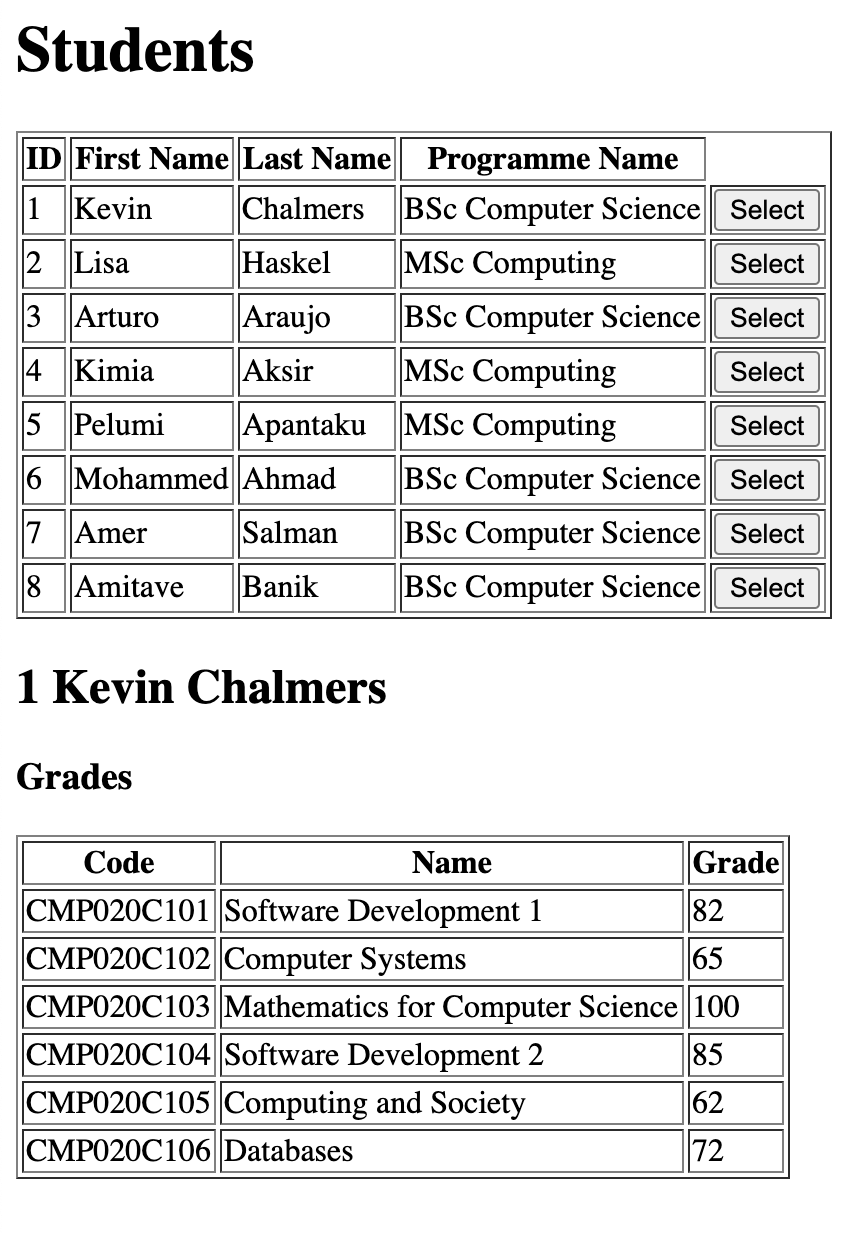 Students
ID First Name Last Name Programme Name
1 Kevin Chalmers BSc Computer Science Select
2 Lisa Haskel MSc Computing Select
3 Arturo Araujo BSc Computer Science Select
4 Kimia Aksir MSc Computing Select
5 Pelumi Apantaku MSc Computing Select
6 Mohammed Ahmad BSc Computer Science Select
7 Amer Salman BSc Computer Science Select
8 Amitave Banik BSc Computer Science Select
1 Kevin Chalmers
Grades
Code Name Grade
CMP020C101 Software Development 1 82
CMP020C102 Computer Systems 65
CMP020C103 Mathematics for Computer Science 100
CMP020C104 Software Development 2 85
CMP020C105 Computing and Society 62
CMP020C106 Databases 72